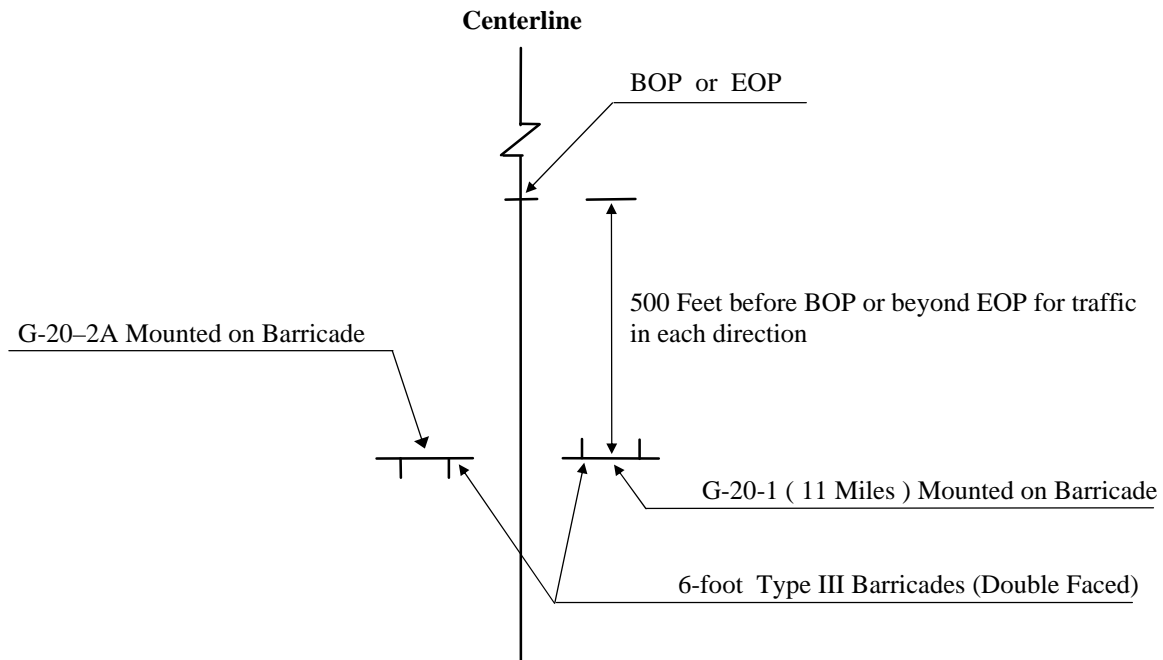 Centerline
BOP or EOP
500 Feet before BOP or beyond EOP for traffic
in each direction
G-20–2A Mounted on Barricade
G-20-1 ( 11 Miles ) Mounted on Barricade
6-foot Type III Barricades (Double Faced)